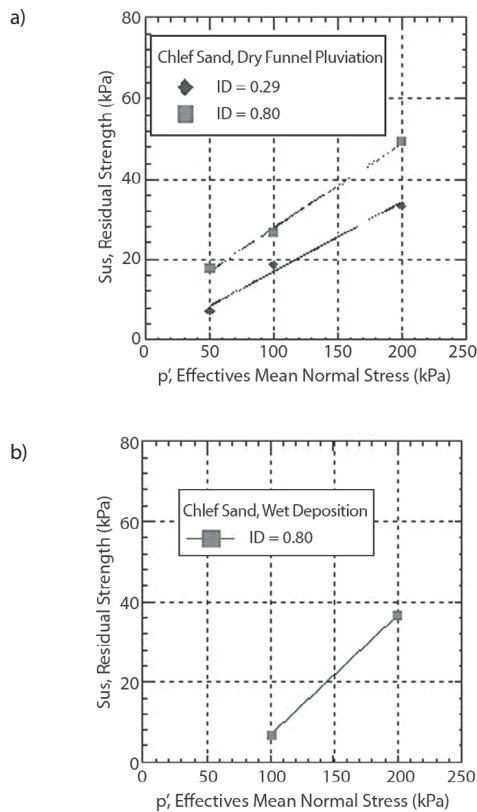 a)
Sus, Residual Strength (kPa)
80
60
40
20
0
Chlef Sand, Dry Funnel Pluviation
ID = 0.29
ID = 0.80
0 50 100 150 200 250
p', Effectives Mean Normal Stress (kPa)
b)
Sus, Residual Strength (kPa)
80
60
40
20
0
Chlef Sand, Wet Deposition
ID = 0.80
0 50 100 150 200 250
p', Effectives Mean Normal Stress (kPa)